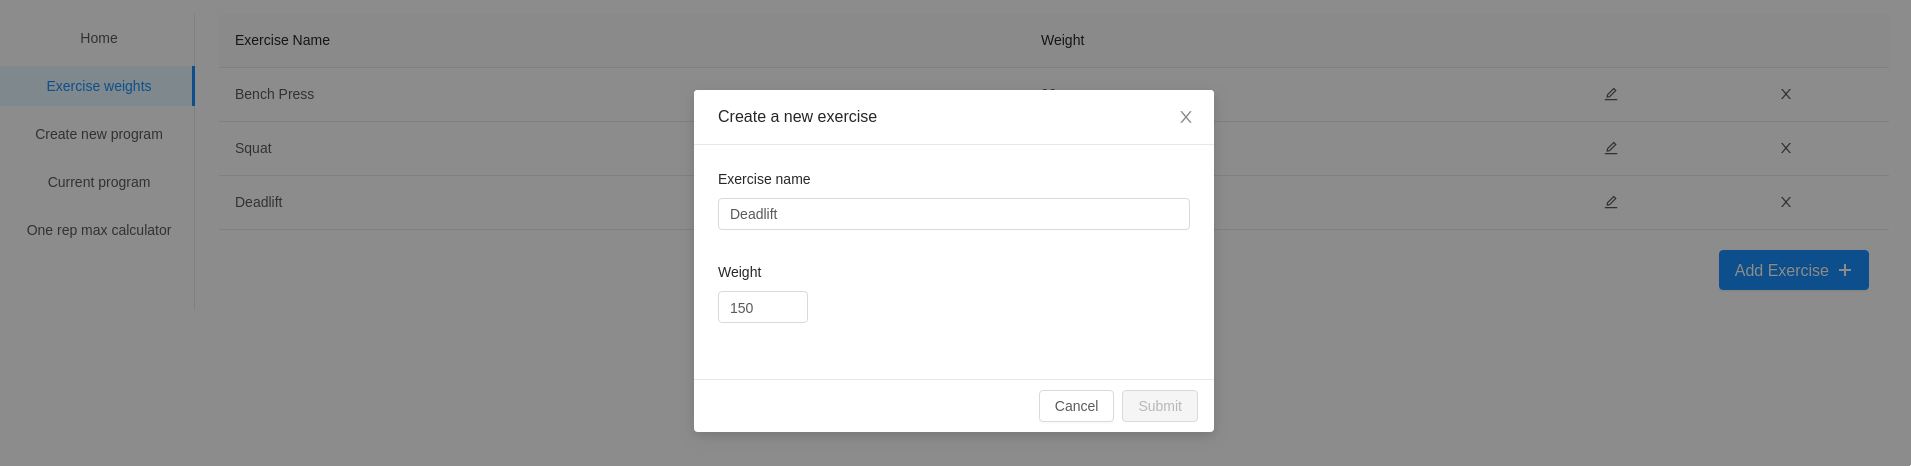 Home
Exercise Name Weight
Exercise weights
Bench Press
Create new program
Squat
Current program
Deadlift
One rep max calculator
Add Exercise
Create a new exercise
Exercise name
Deadlift
Weight
150
Cancel Submit